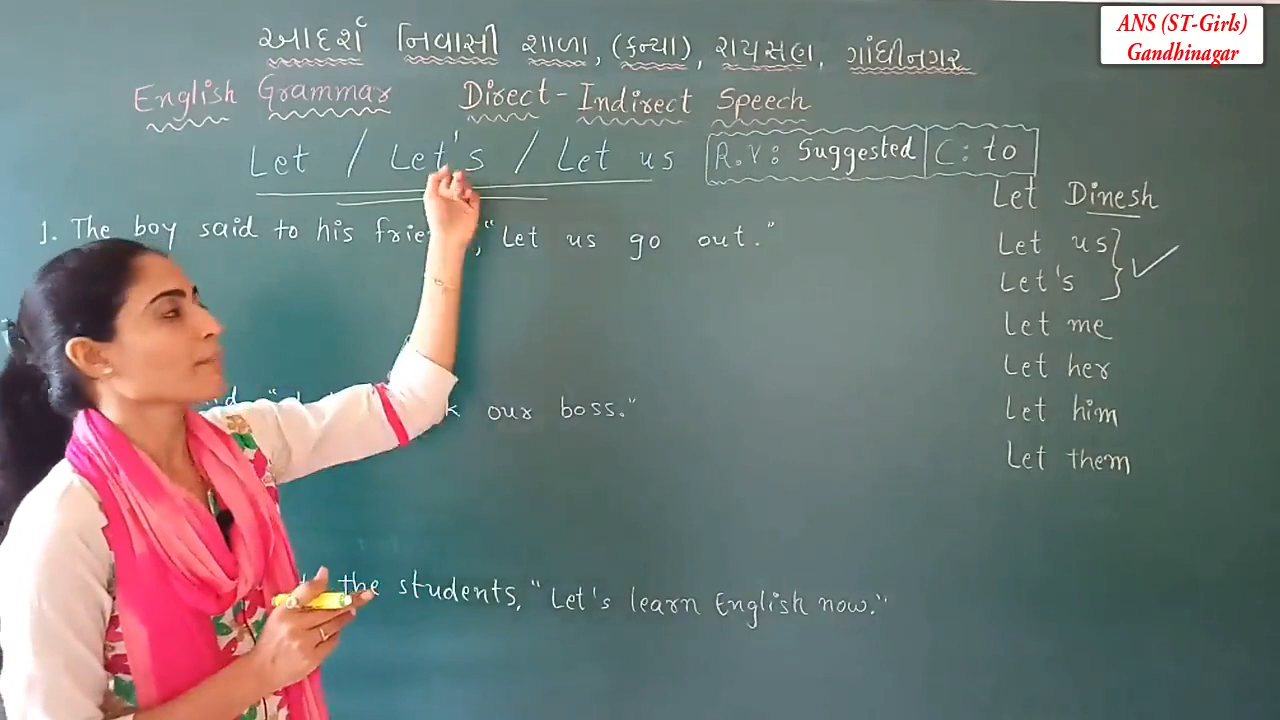 ANS (ST-Girls)
Gandhinagar
આદર્શ નિવાસી શાળા, (કન્યા), રાયસણ, ગાંધીનગર
English Grammar Direct-Indirect Speech
Let / Let's / Let us R.V: Suggested C: to
1. The boy said to his "Let us go out."
our boss."
the students, "Let's learn English now."
Let Dinesh
Let us
Let's
Let me
Let her
Let him
Let them